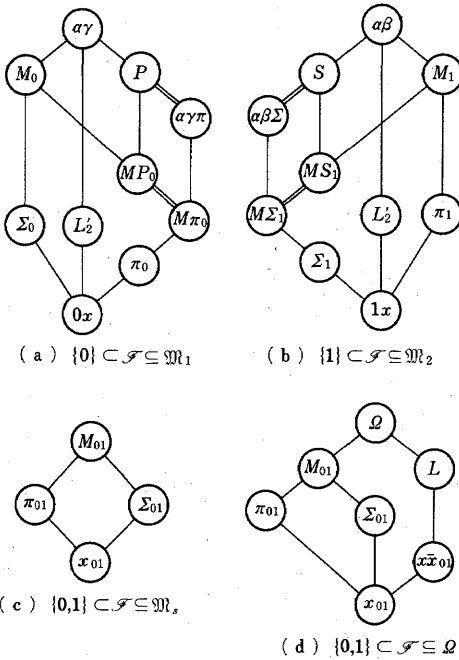 αγ
M₀
P
αγπ
MP₀
Mπ₀
Σ₀
L′₂
π₀
0x
( a ) {0} ⊂ ℱ ⊆ 𝔐₁
αβ
S
M₁
αβΣ
MS₁
MΣ₁
L′₂
π₁
Σ₁
1x
( b ) {1} ⊂ ℱ ⊆ 𝔐₂
M₀₁
π₀₁
Σ₀₁
x₀₁
( c ) {0,1} ⊂ ℱ ⊆ 𝔐ₛ
Ω
M₀₁
L
π₀₁
Σ₀₁
xx̄₀₁
x₀₁
( d ) {0,1} ⊂ ℱ ⊆ Ω